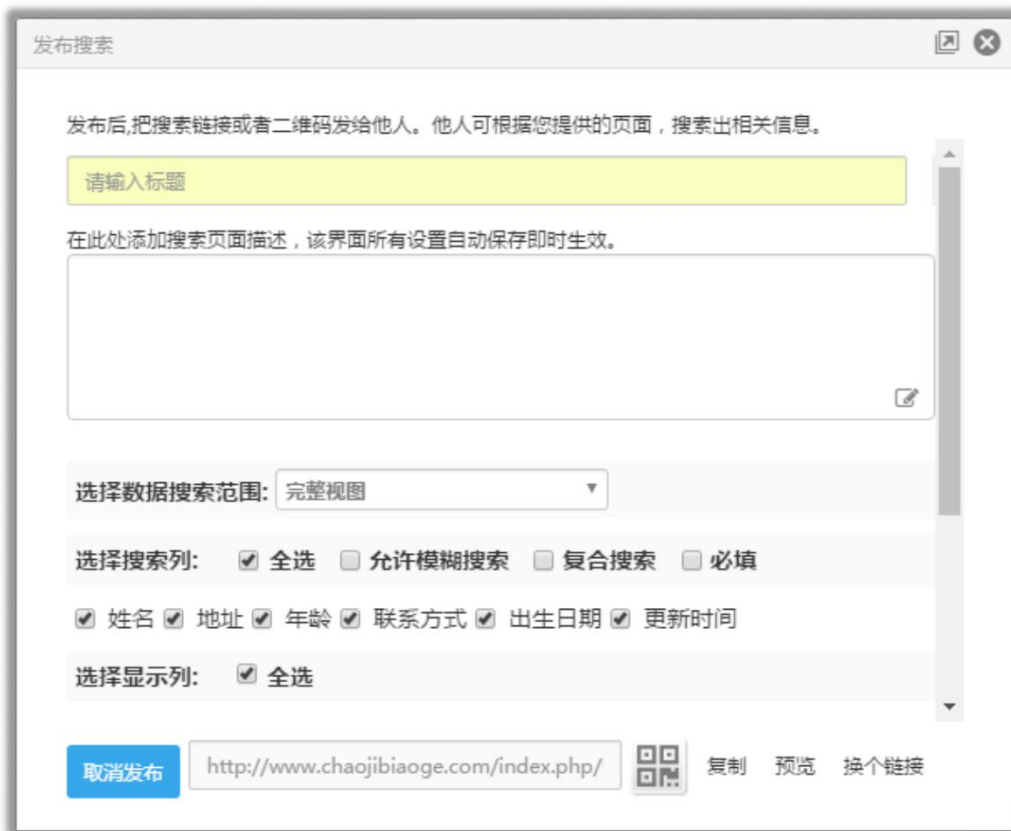 发布搜索
发布后,把搜索链接或者二维码发给他人。他人可根据您提供的页面，搜索出相关信息。
请输入标题
在此处添加搜索页面描述，该界面所有设置自动保存即时生效。
选择数据搜索范围: 完整视图
选择搜索列: 全选 允许模糊搜索 复合搜索 必填
姓名 地址 年龄 联系方式 出生日期 更新时间
选择显示列: 全选
取消发布 http://www.chaojibiaoge.com/index.php/ 复制 预览 换个链接